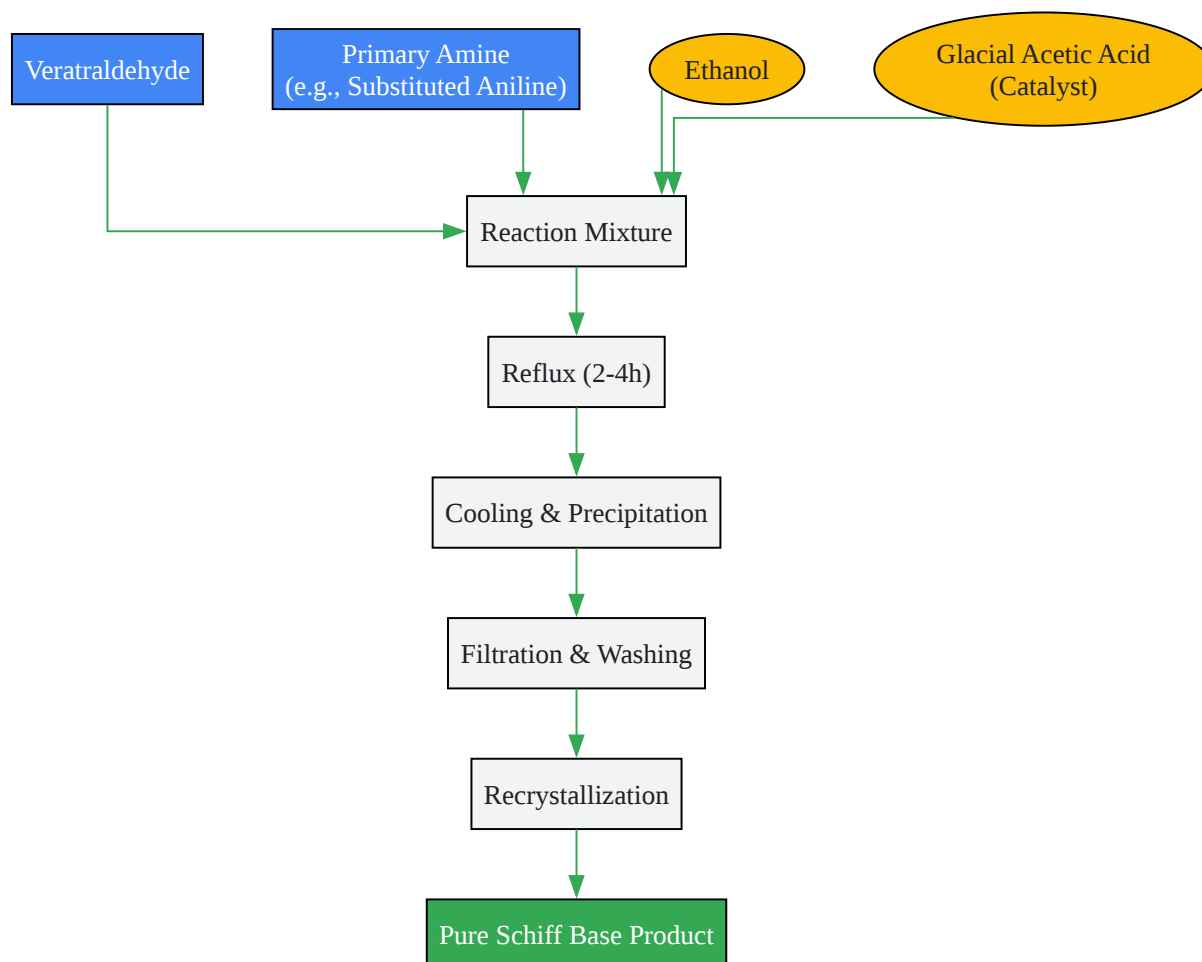 Veratraldehyde
Primary Amine
(e.g., Substituted Aniline)
Ethanol
Glacial Acetic Acid
(Catalyst)
Reaction Mixture
Reflux (2-4h)
Cooling & Precipitation
Filtration & Washing
Recrystallization
Pure Schiff Base Product